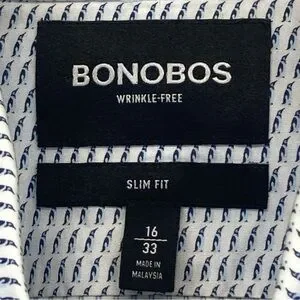 BONOBOS
WRINKLE-FREE
SLIM FIT
16
33
MADE IN
MALAYSIA